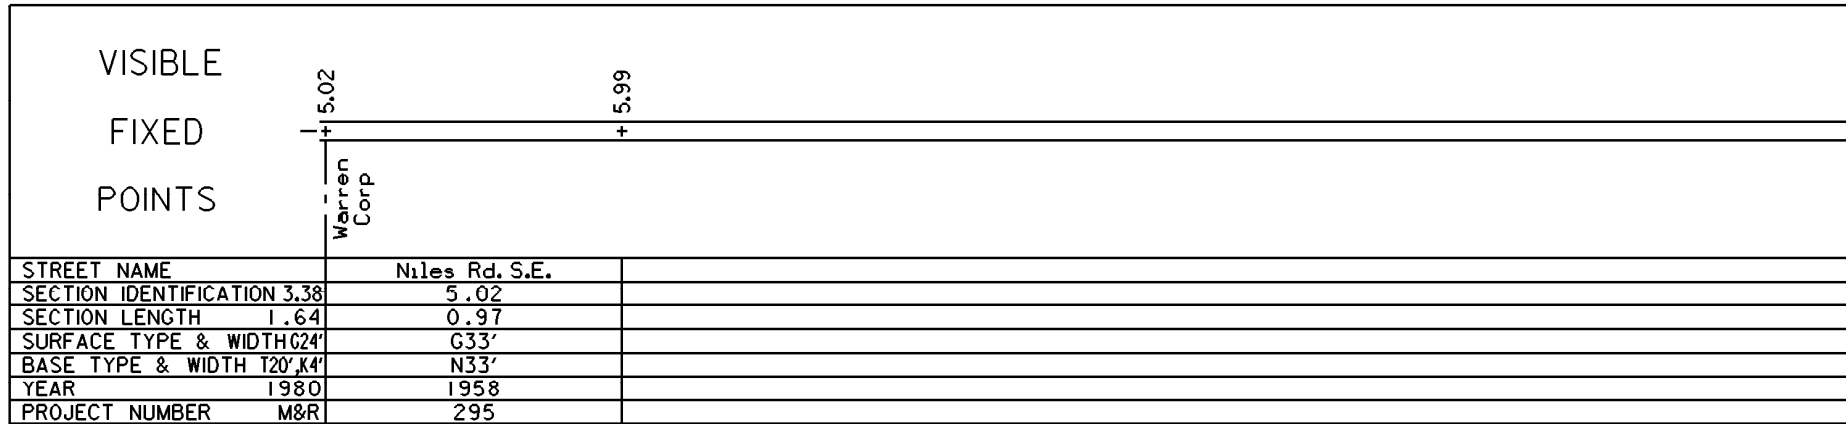 VISIBLE
FIXED
POINTS
5.02
5.99
Warren
Corp
STREET NAME Niles Rd. S.E.
SECTION IDENTIFICATION 3.38 5.02
SECTION LENGTH 1.64 0.97
SURFACE TYPE & WIDTH G24' G33'
BASE TYPE & WIDTH T20',K4' N33'
YEAR 1980 1958
PROJECT NUMBER M&R 295